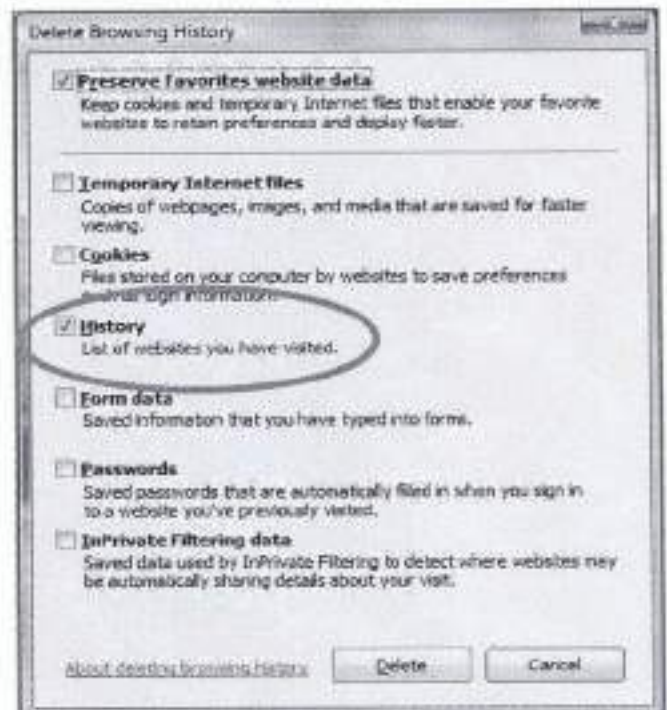 Delete Browsing History
Preserve Favorites website data
Keep cookies and temporary Internet files that enable your favorite
websites to retain preferences and display faster.
Temporary Internet files
Copies of webpages, images, and media that are saved for faster
viewing.
Cookies
Files stored on your computer by websites to save preferences
information.
History
List of websites you have visited.
Form data
Saved information that you have typed into forms.
Passwords
Saved passwords that are automatically filled in when you sign in
to a website you've previously visited.
InPrivate Filtering data
Saved data used by InPrivate Filtering to detect where websites may
be automatically sharing details about your visit.
About deleting browsing history
Delete
Cancel